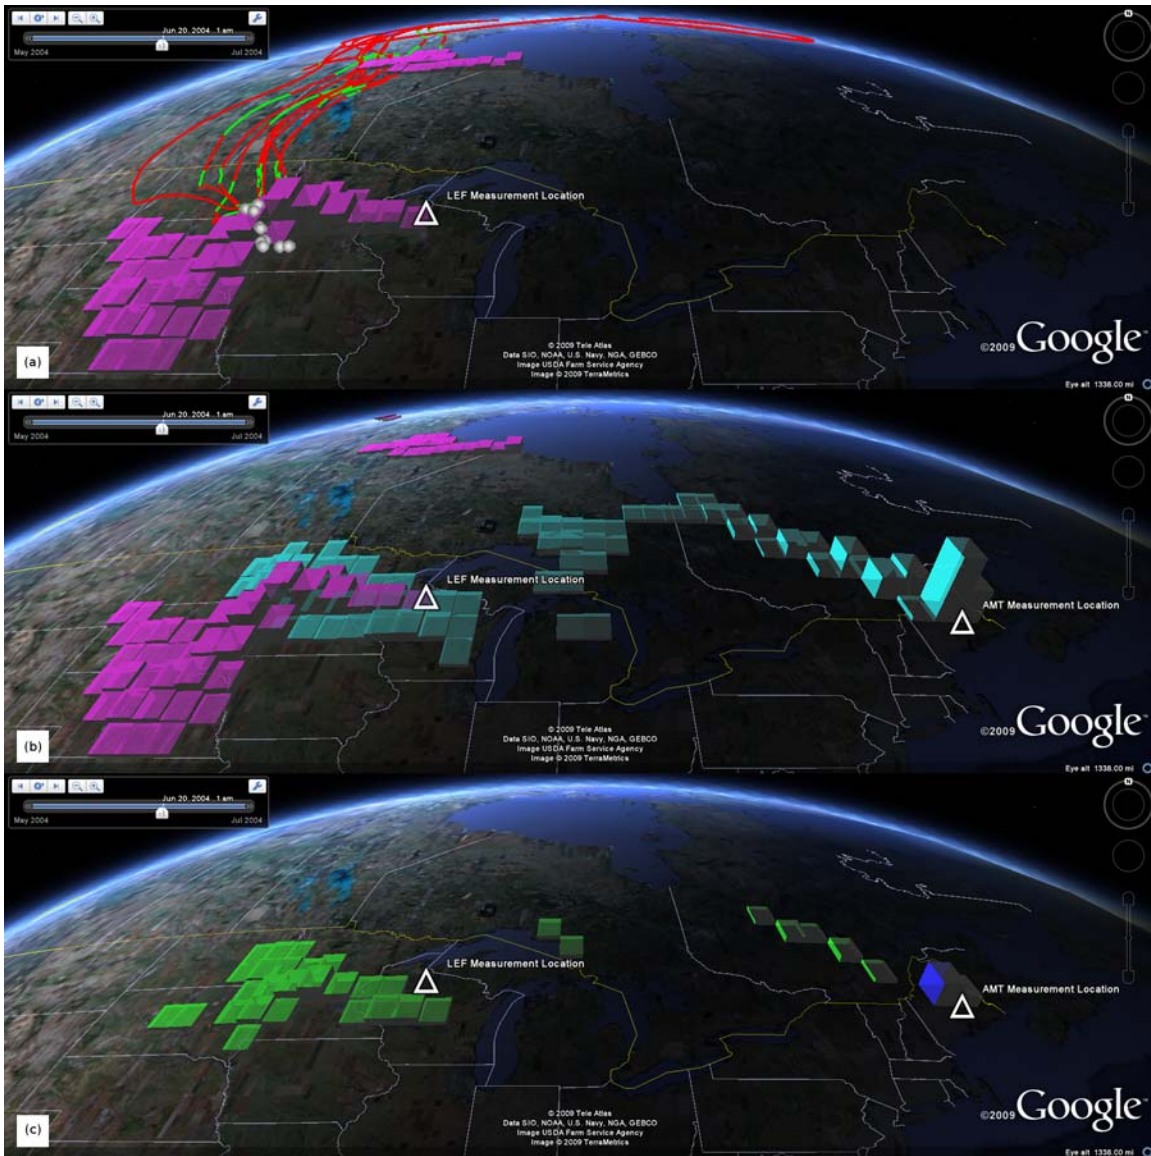 Jun 20, 2004 1 am
May 2004 Jul 2004
N
LEF Measurement Location
© 2009 Tele Atlas
Data SIO, NOAA, U.S. Navy, NGA, GEBCO
Image USDA Farm Service Agency
Image © 2009 TerraMetrics
©2009 Google™
(a)
Eye alt 1338.00 mi
Jun 20, 2004 1 am
May 2004 Jul 2004
N
LEF Measurement Location
AMT Measurement Location
© 2009 Tele Atlas
Data SIO, NOAA, U.S. Navy, NGA, GEBCO
Image USDA Farm Service Agency
Image © 2009 TerraMetrics
©2009 Google™
(b)
Eye alt 1338.00 mi
Jun 20, 2004 1 am
May 2004 Jul 2004
N
LEF Measurement Location
AMT Measurement Location
© 2009 Tele Atlas
Data SIO, NOAA, U.S. Navy, NGA, GEBCO
Image USDA Farm Service Agency
Image © 2009 TerraMetrics
©2009 Google™
(c)
Eye alt 1338.00 mi